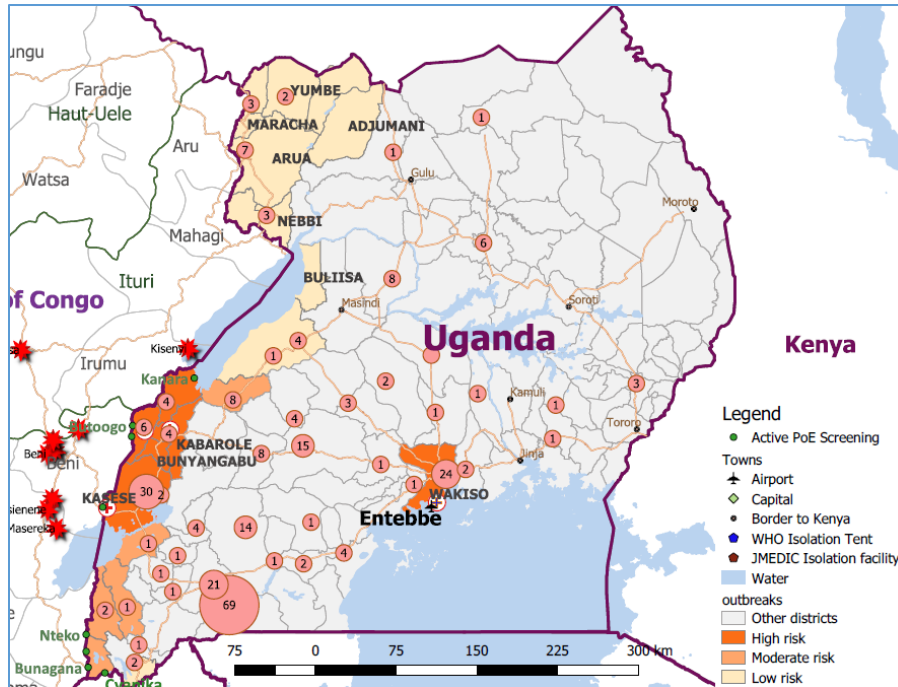 ungu
Faradje
Haut-Uele
Aru
Watsa
Mahagi
Ituri
of Congo
Irumu
Kisen
Beni
Masereka
3
2
YUMBE
MARACHA
7
ARUA
ADJUMANI
1
1
Gulu
3
NEBBI
Moroto
6
BULIISA
8
Masindi
Soroti
Uganda
Kenya
4
1
Kanara
2
4
8
3
1
1
Kamuli
1
3
Tororo
6
4
4
KABAROLE
BUNYANGABU
8
15
1
1
Jinja
24
2
WAKISO
1
Entebbe
KASESE
30
2
4
14
1
1
1
1
2
4
1
1
21
69
2
1
Nteko
1
2
Bunagana
Cyanika
75
0
75
150
225
300 km
Legend
Active PoE Screening
Towns
Airport
Capital
Border to Kenya
WHO Isolation Tent
JMEDIC Isolation facility
Water
outbreaks
Other districts
High risk
Moderate risk
Low risk